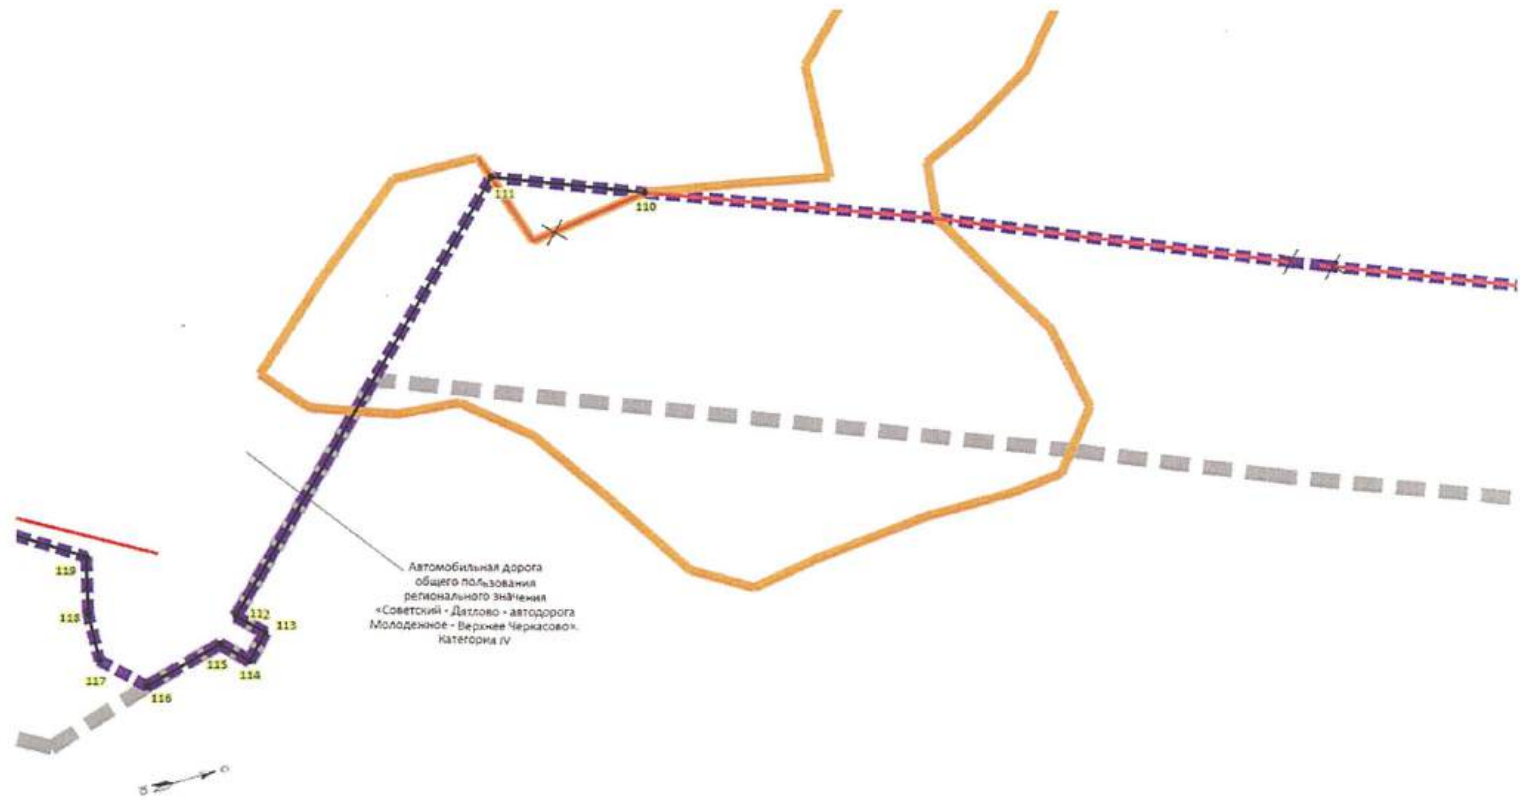 111
110
Автомобильная дорога
общего пользования
регионального значения
«Советский - Дятлово - автодорога
Молодежное - Верхнее Черкасово».
Категория IV
119
118
112
113
115
114
117
116
Ю
С